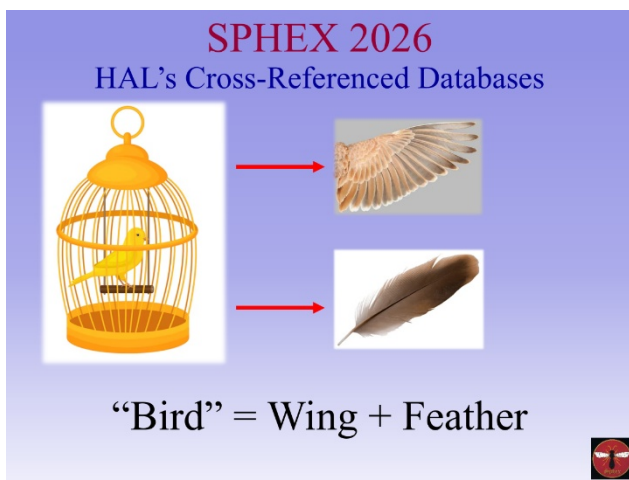 SPHEX 2026
HAL’s Cross-Referenced Databases
“Bird” = Wing + Feather